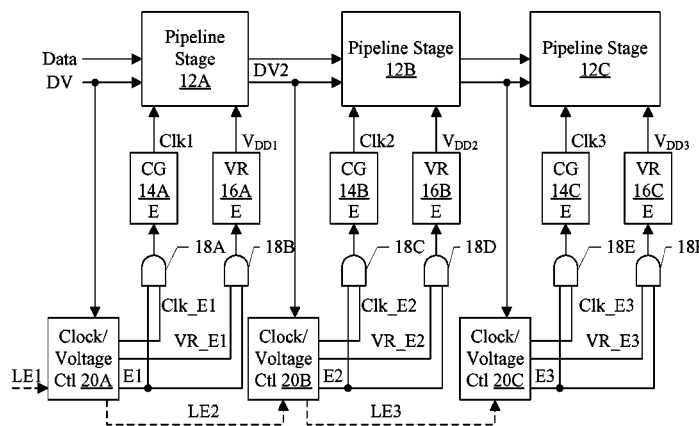 Pipeline Stage 12A
Pipeline Stage 12B
Pipeline Stage 12C
Data
DV
DV2
Clk1
VDD1
Clk2
VDD2
Clk3
VDD3
CG 14A E
VR 16A E
CG 14B E
VR 16B E
CG 14C E
VR 16C E
18A
18B
18C
18D
18E
Clk_E1
Clk_E2
Clk_E3
Clock/ Voltage Ctl 20A
VR_E1
E1
Clock/ Voltage Ctl 20B
VR_E2
E2
Clock/ Voltage Ctl 20C
VR_E3
E3
LE1
LE2
LE3